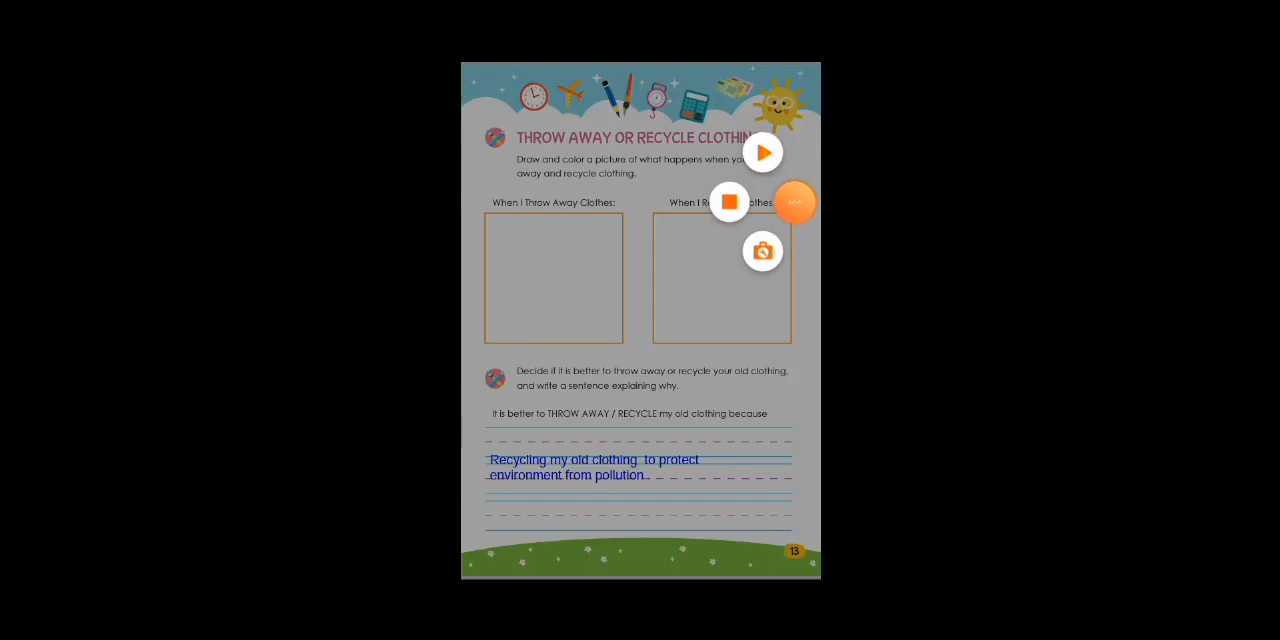 THROW AWAY OR RECYCLE CLOTHIN
Draw and color a picture of what happens when yo
away and recycle clothing.
When I Throw Away Clothes:
When I R othes
Decide if it is better to throw away or recycle your old clothing,
and write a sentence explaining why.
It is better to THROW AWAY / RECYCLE my old clothing because
Recycling my old clothing to protect
environment from pollution .
13